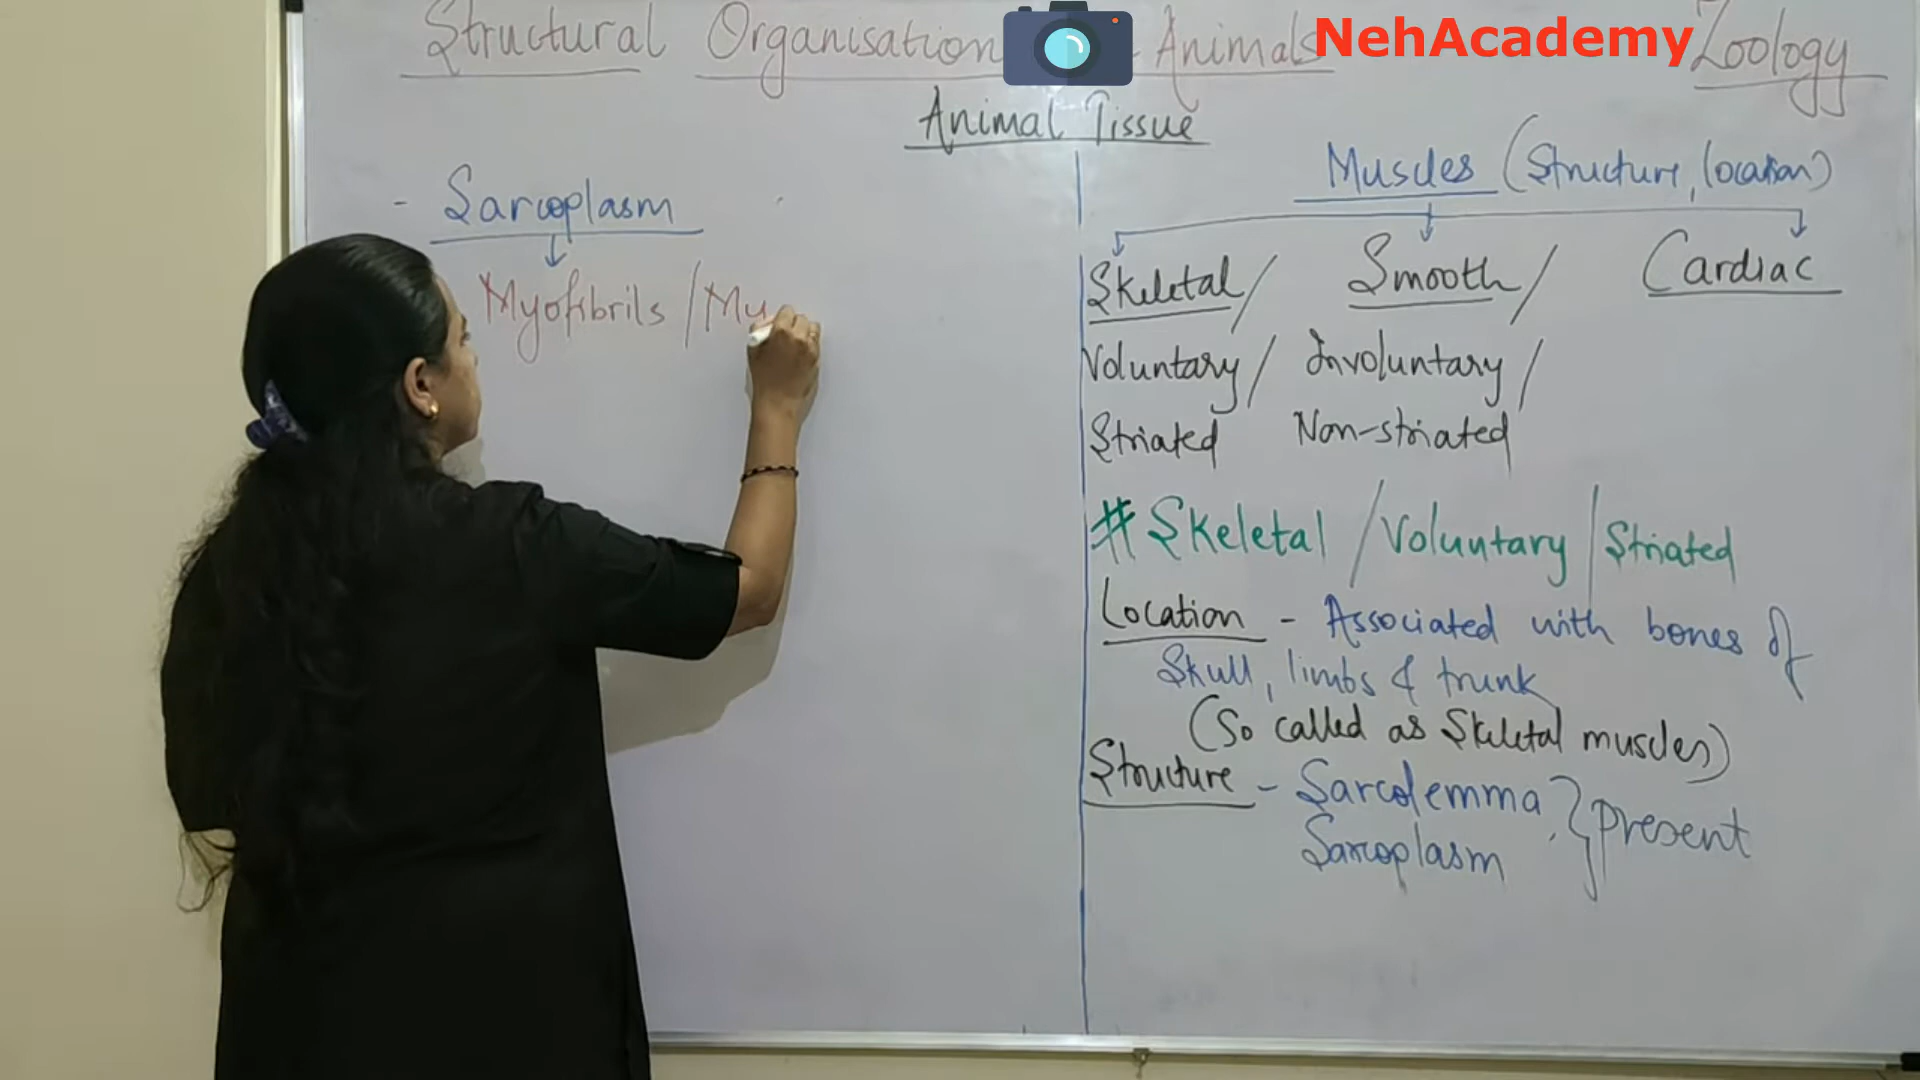 Structural Organisation Animals
NehAcademy
Zoology
Animal Tissue
- Sarcoplasm
Myofibrils / My
Muscles (Structure, location)
Skeletal / Smooth / Cardiac
Voluntary / Involuntary /
Striated Non-striated
# Skeletal / Voluntary / Striated
Location - Associated with bones of
Skull, limbs & trunk
(So called as Skeletal muscles)
Structure - Sarcolemma, } present
Sarcoplasm